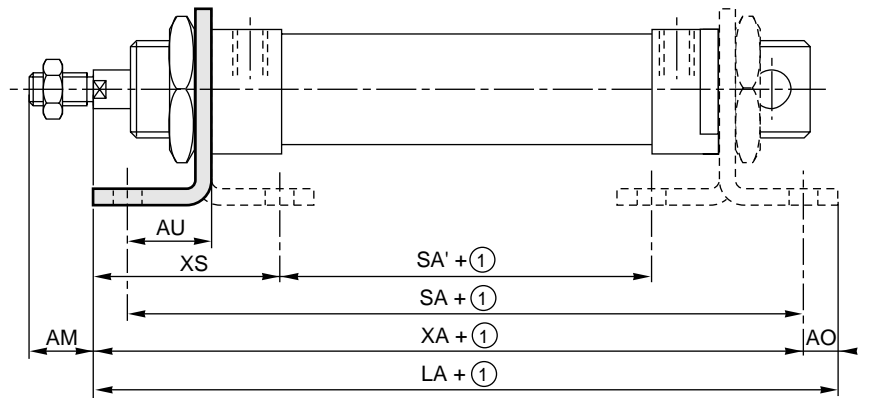 AU
XS
SA' + ①
SA + ①
AM
XA + ①
AO
LA + ①